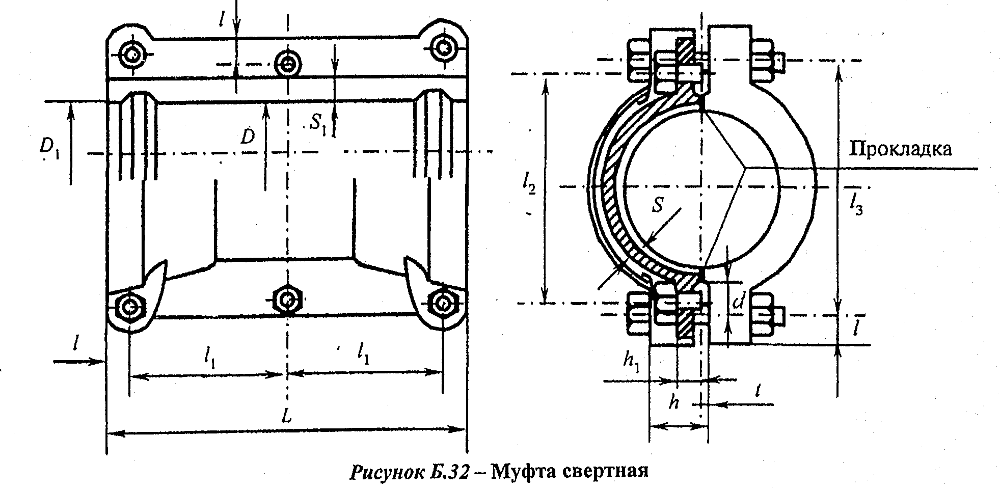 l
S₁
D₁
D
l
l₁
l₁
L
l₂
Прокладка
S
l₃
d
l
h₁
h
t
Рисунок Б.32 – Муфта свертная